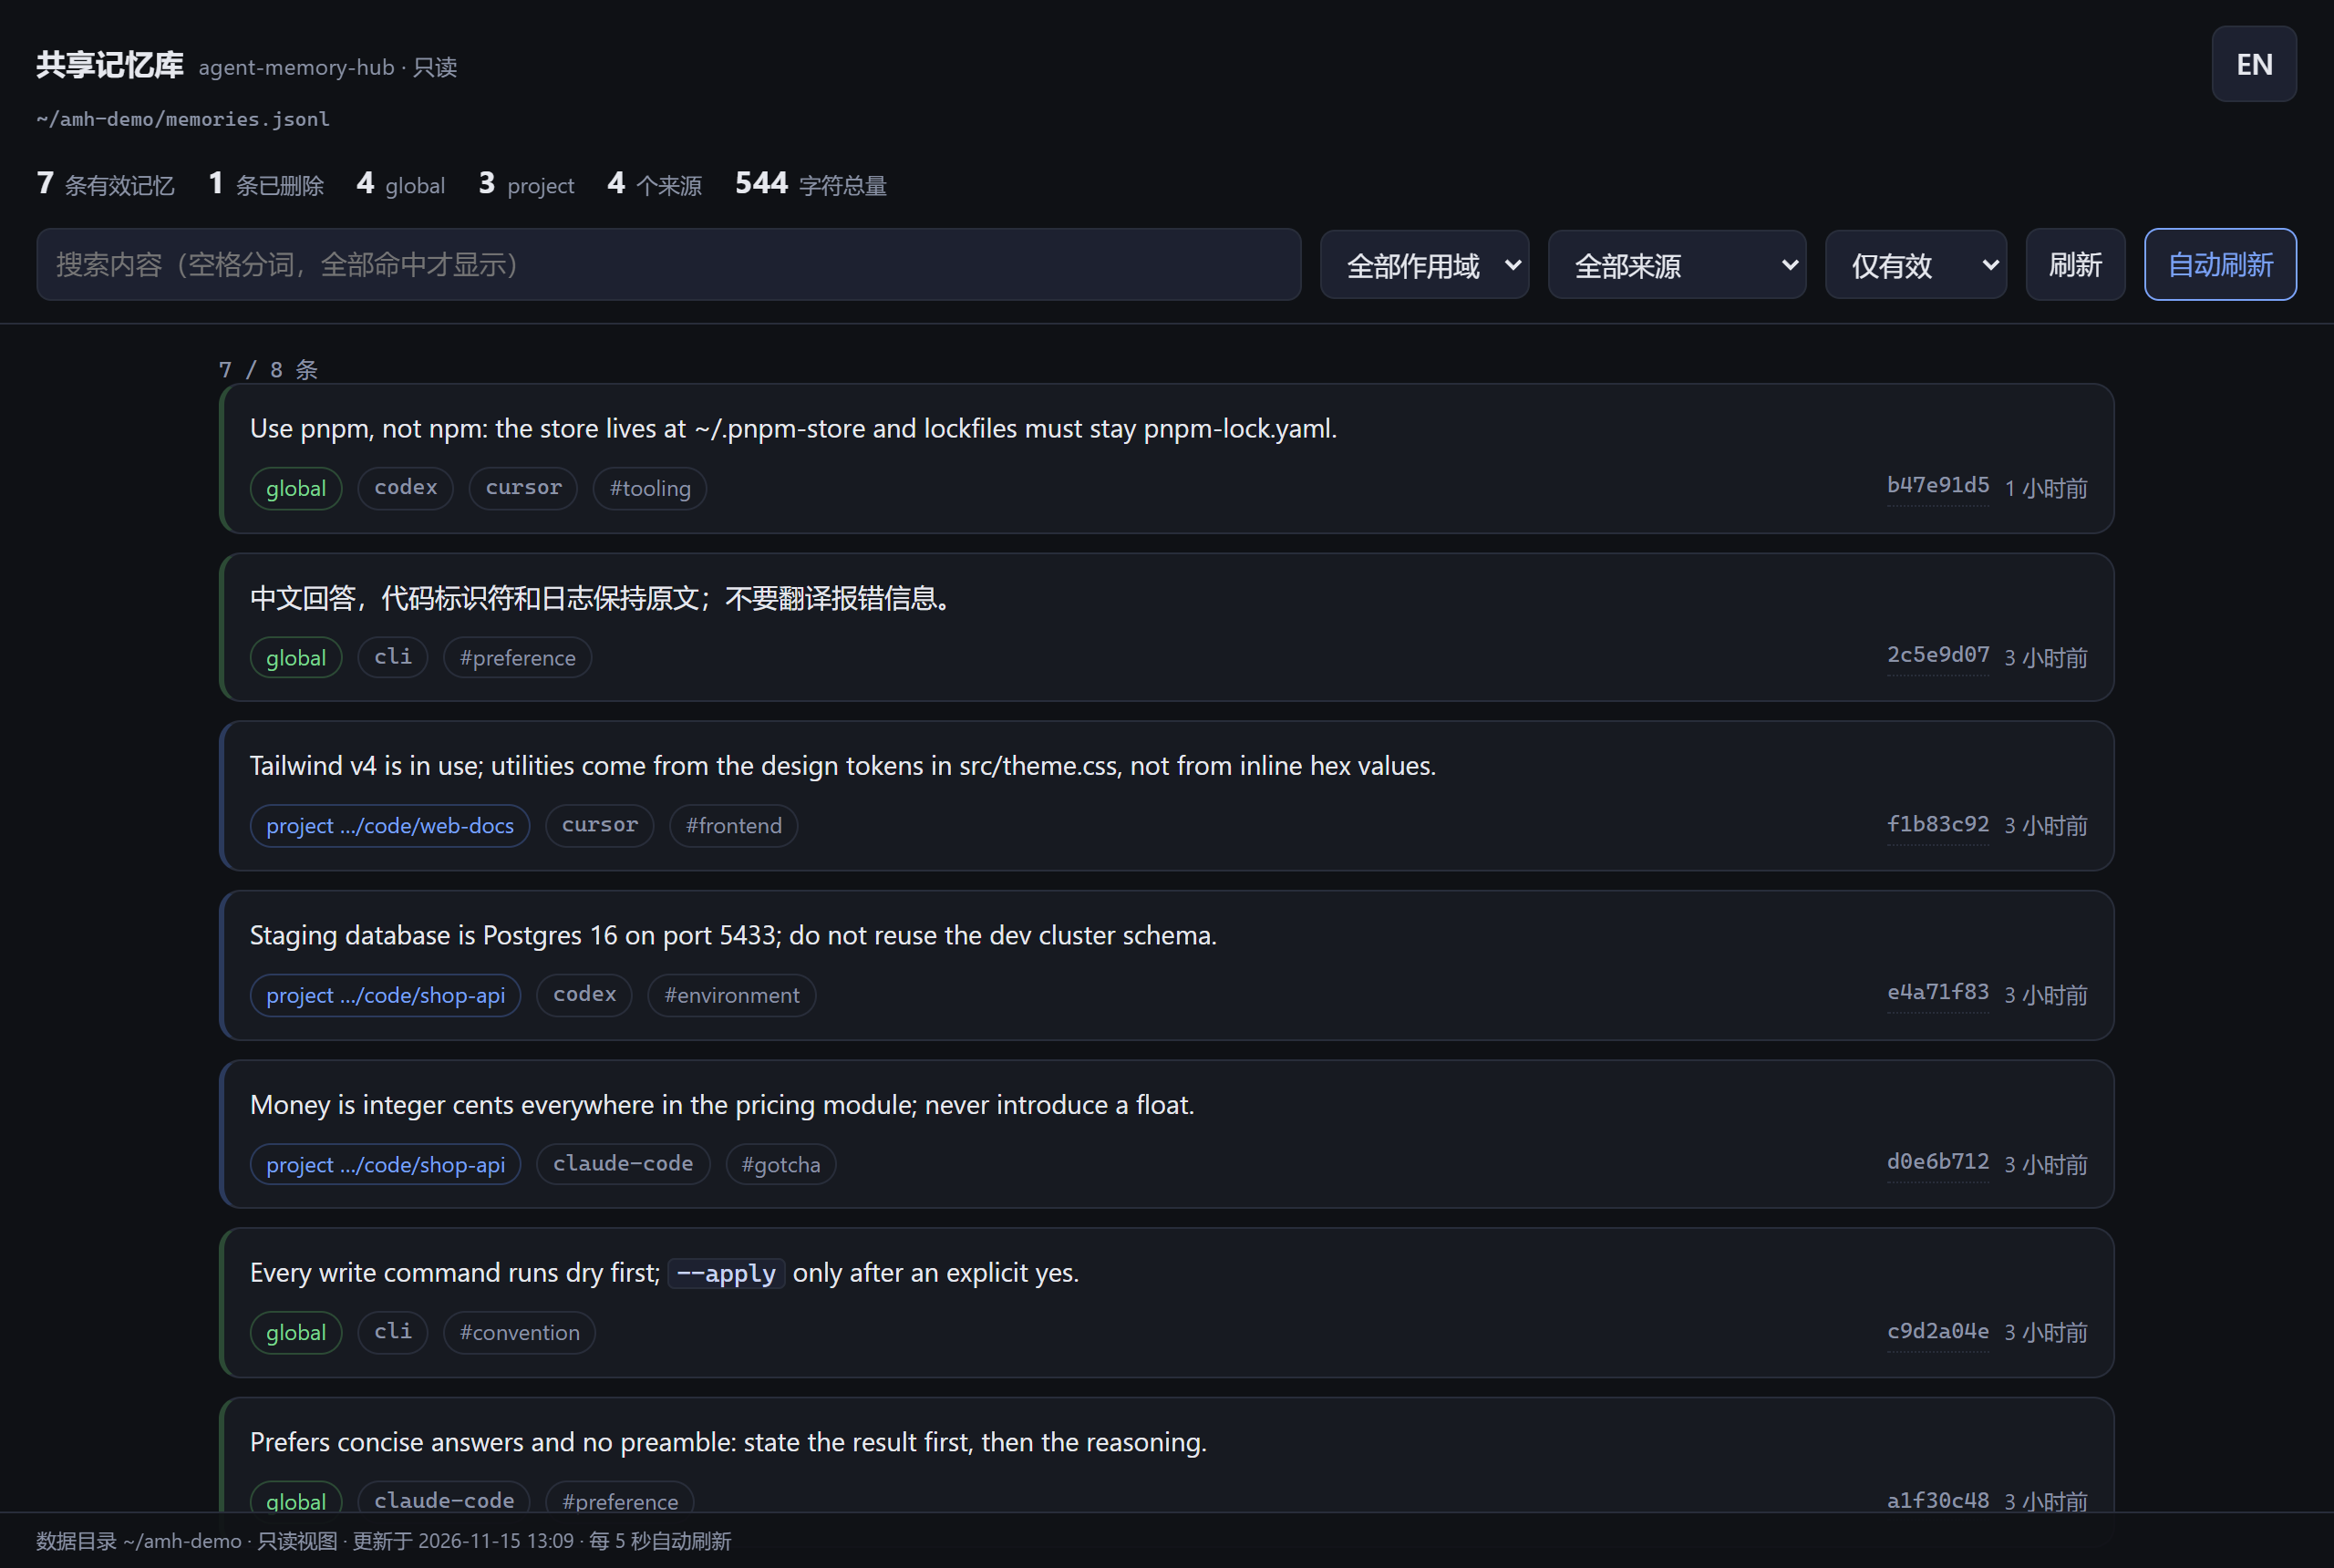 共享记忆库 agent-memory-hub · 只读
EN
~/amh-demo/memories.jsonl
7 条有效记忆 1 条已删除 4 global 3 project 4 个来源 544 字符总量
搜索内容（空格分词，全部命中才显示） 全部作用域 全部来源 仅有效 刷新 自动刷新
7 / 8 条
Use pnpm, not npm: the store lives at ~/.pnpm-store and lockfiles must stay pnpm-lock.yaml.
global codex cursor #tooling b47e91d5 1 小时前
中文回答，代码标识符和日志保持原文；不要翻译报错信息。
global cli #preference 2c5e9d07 3 小时前
Tailwind v4 is in use; utilities come from the design tokens in src/theme.css, not from inline hex values.
project …/code/web-docs cursor #frontend f1b83c92 3 小时前
Staging database is Postgres 16 on port 5433; do not reuse the dev cluster schema.
project …/code/shop-api codex #environment e4a71f83 3 小时前
Money is integer cents everywhere in the pricing module; never introduce a float.
project …/code/shop-api claude-code #gotcha d0e6b712 3 小时前
Every write command runs dry first; --apply only after an explicit yes.
global cli #convention c9d2a04e 3 小时前
Prefers concise answers and no preamble: state the result first, then the reasoning.
global claude-code #preference a1f30c48 3 小时前
数据目录 ~/amh-demo · 只读视图 · 更新于 2026-11-15 13:09 · 每 5 秒自动刷新